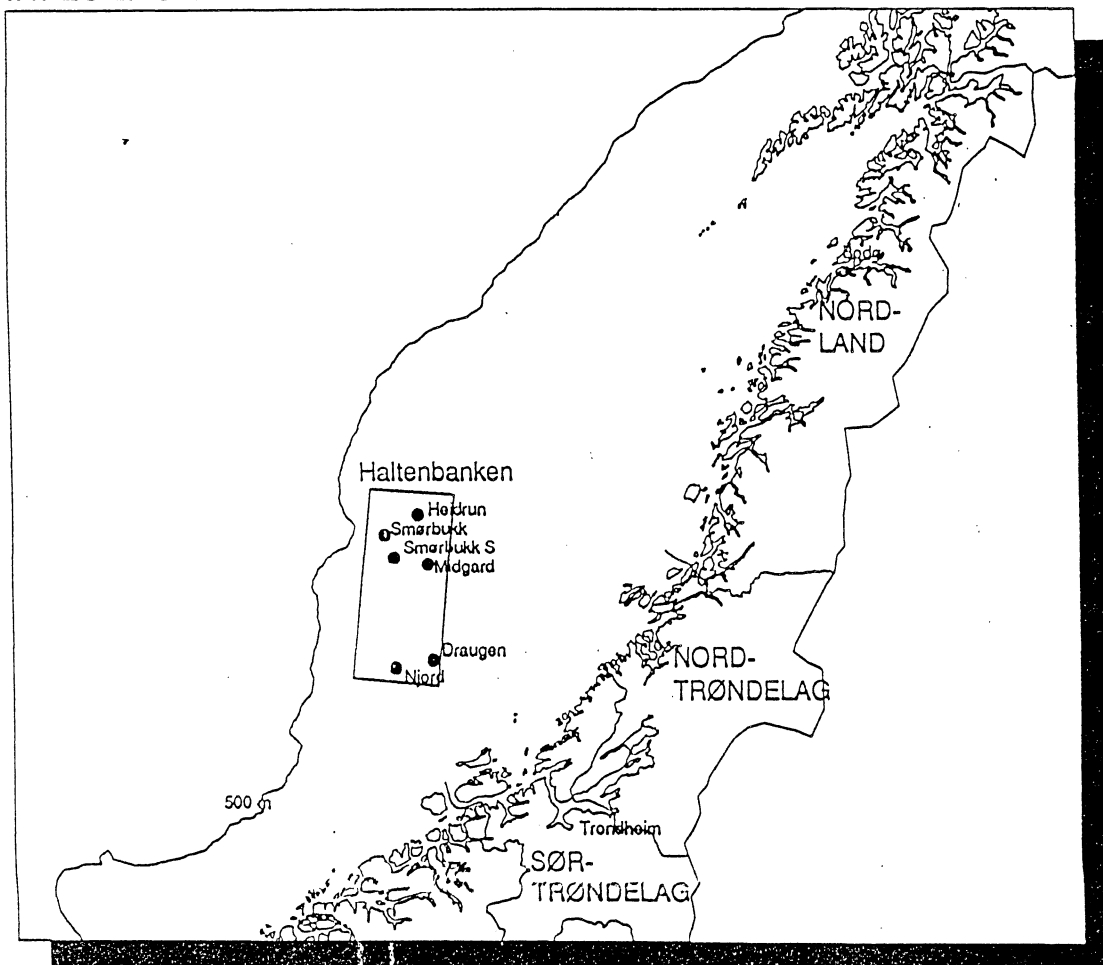 NORD-
LAND
Haltenbanken
Heidrun
Smørbukk
Smørbukk S
Midgard
Draugen
Njord
NORD-
TRØNDELAG
500 m
Trondheim
SØR-
TRØNDELAG